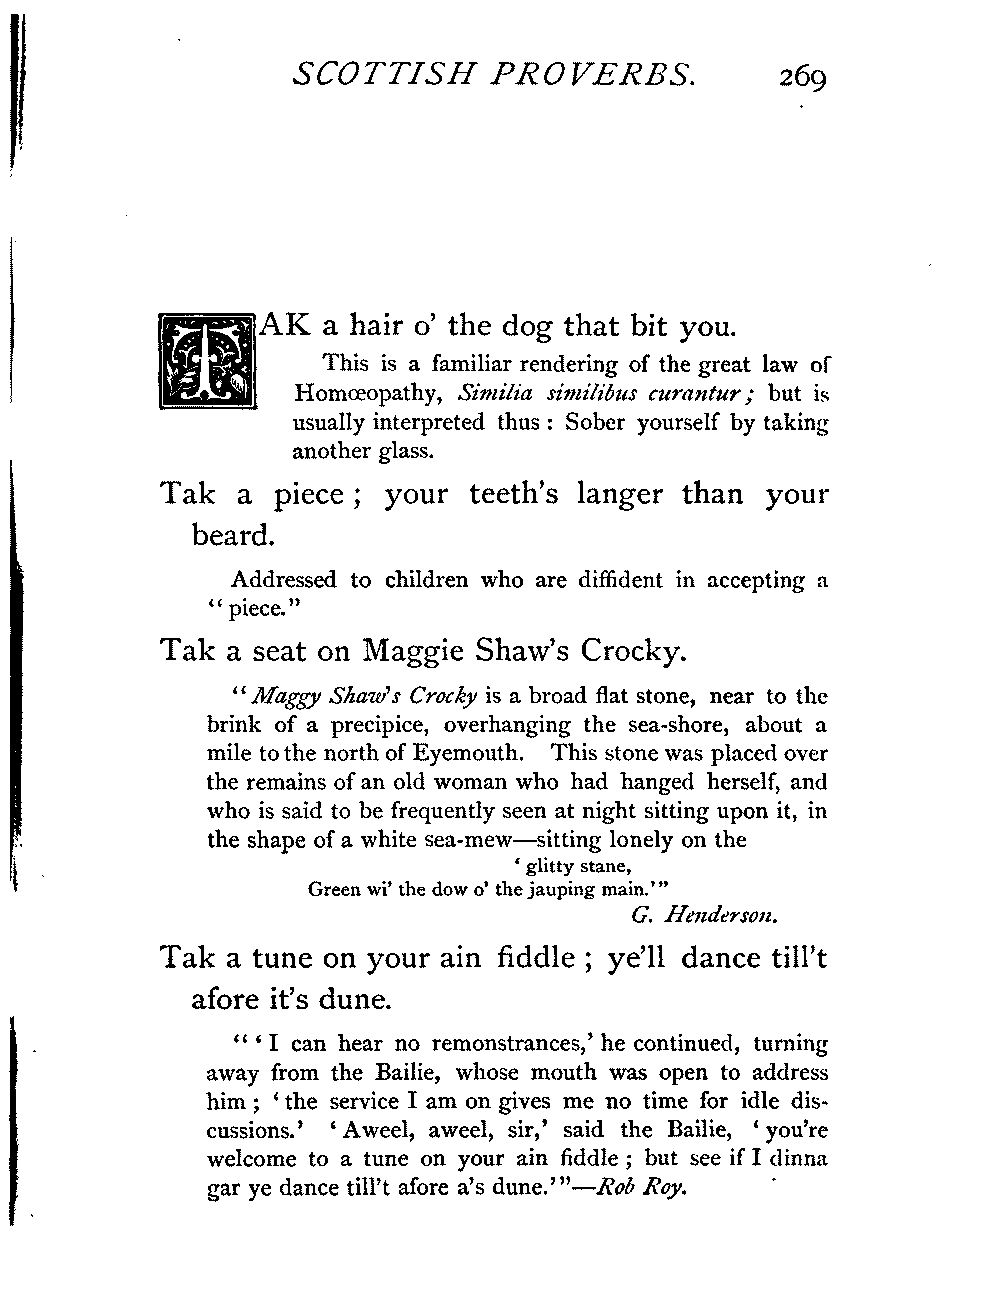 SCOTTISH PROVERBS. 269
TAK a hair o' the dog that bit you.
This is a familiar rendering of the great law of
Homœopathy, Similia similibus curantur; but is
usually interpreted thus: Sober yourself by taking
another glass.
Tak a piece; your teeth's langer than your
beard.
Addressed to children who are diffident in accepting a
"piece."
Tak a seat on Maggie Shaw's Crocky.
"Maggy Shaw's Crocky is a broad flat stone, near to the
brink of a precipice, overhanging the sea-shore, about a
mile to the north of Eyemouth. This stone was placed over
the remains of an old woman who had hanged herself, and
who is said to be frequently seen at night sitting upon it, in
the shape of a white sea-mew—sitting lonely on the
'glitty stane,
Green wi' the dow o' the jauping main.'"
G. Henderson.
Tak a tune on your ain fiddle; ye'll dance till't
afore it's dune.
"'I can hear no remonstrances,' he continued, turning
away from the Bailie, whose mouth was open to address
him; 'the service I am on gives me no time for idle dis-
cussions.' 'Aweel, aweel, sir,' said the Bailie, 'you're
welcome to a tune on your ain fiddle; but see if I dinna
gar ye dance till't afore a's dune.'"—Rob Roy.